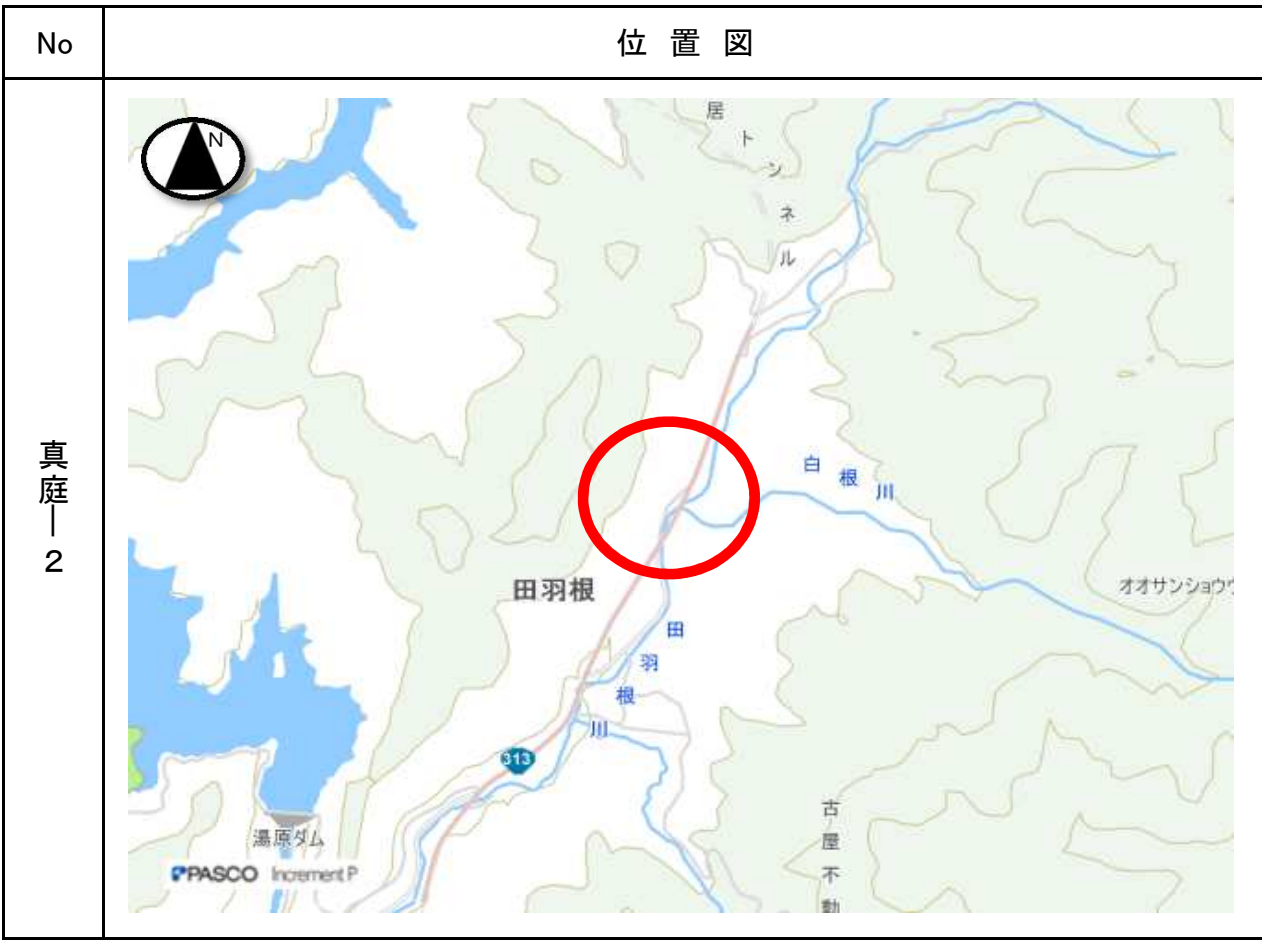 No
位置図
真庭ー2
N
居トンネル
白根川
オオサンショウウ
田羽根
田羽根川
313
湯原ダム
古屋不動
PASCO Increment P